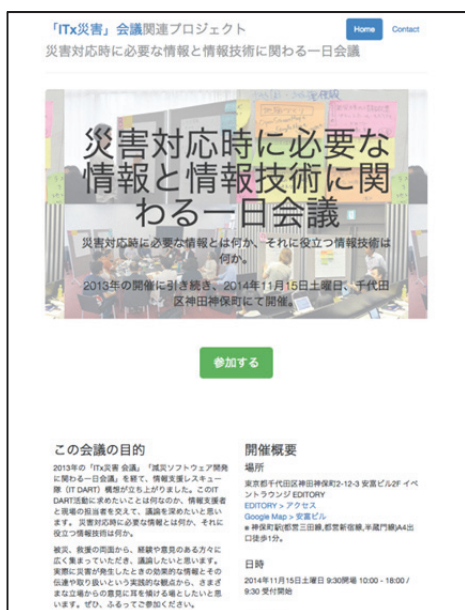 「ITx災害」会議関連プロジェクト
Home
Contact
災害対応時に必要な情報と情報技術に関わる一日会議
災害対応時に必要な
情報と情報技術に関
わる一日会議
災害対応時に必要な情報とは何か、それに役立つ情報技術は
何か。
2013年の開催に引き続き、2014年11月15日土曜日、千代田
区神田神保町にて開催。
参加する
この会議の目的
2013年の「ITx災害 会議」「減災ソフトウェア開発
に関わる一日会議」を経て、情報支援レスキュー
隊（IT DART）構想が立ち上がりました。このIT
DART活動に求めたいことは何なのか、情報支援者
と現場の担当者を交えて、議論を深めたいと思い
ます。 災害対応時に必要な情報とは何か、それに
役立つ情報技術は何か。
被災、救援の両面から、経験や意見のある方々に
広く集まっていただき、議論したいと思います。
実際に災害が発生したときの効果的な情報とその
伝達や取り扱いという実践的な観点から、さまざ
まな立場からの意見に耳を傾ける場としたいと思
います。ぜひ、ふるってご参加ください。
開催概要
場所
東京都千代田区神田神保町2-12-3 安富ビル2F イベ
ントラウンジ EDITORY
EDITORY > アクセス
Google Map > 安富ビル
※ 神保町駅(都営三田線,都営新宿線,半蔵門線)A4出
口徒歩1分。
日時
2014年11月15日土曜日 9:30開場 10:00 - 18:00 /
9:30 受付開始